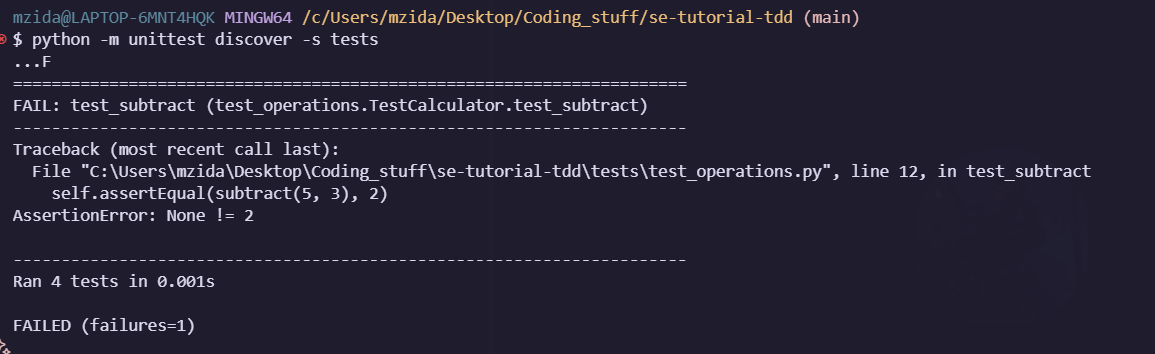 mzida@LAPTOP-6MNT4HQK MINGW64 /c/Users/mzida/Desktop/Coding_stuff/se-tutorial-tdd (main)
$ python -m unittest discover -s tests
...F
======================================================================
FAIL: test_subtract (test_operations.TestCalculator.test_subtract)
----------------------------------------------------------------------
Traceback (most recent call last):
  File "C:\Users\mzida\Desktop\Coding_stuff\se-tutorial-tdd\tests\test_operations.py", line 12, in test_subtract
    self.assertEqual(subtract(5, 3), 2)
AssertionError: None != 2

----------------------------------------------------------------------
Ran 4 tests in 0.001s

FAILED (failures=1)